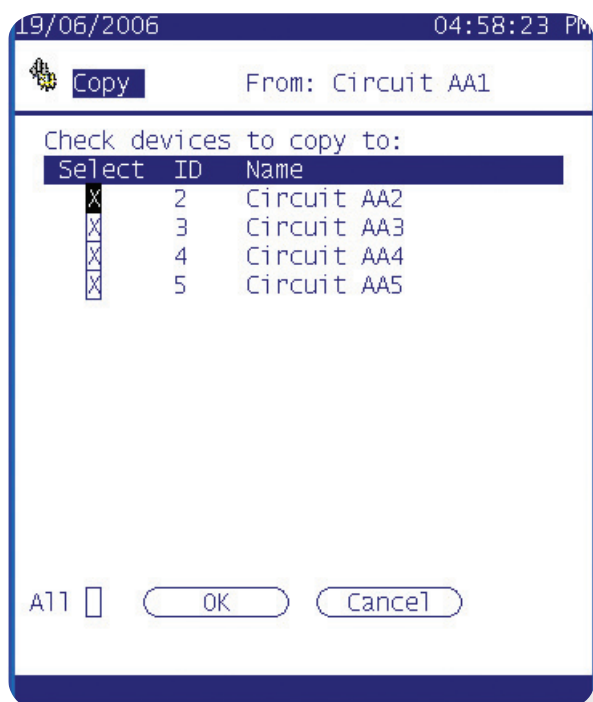 19/06/2006 04:58:23 PM
Copy From: Circuit AA1
Check devices to copy to:
Select ID Name
X 2 Circuit AA2
X 3 Circuit AA3
X 4 Circuit AA4
X 5 Circuit AA5
All OK Cancel